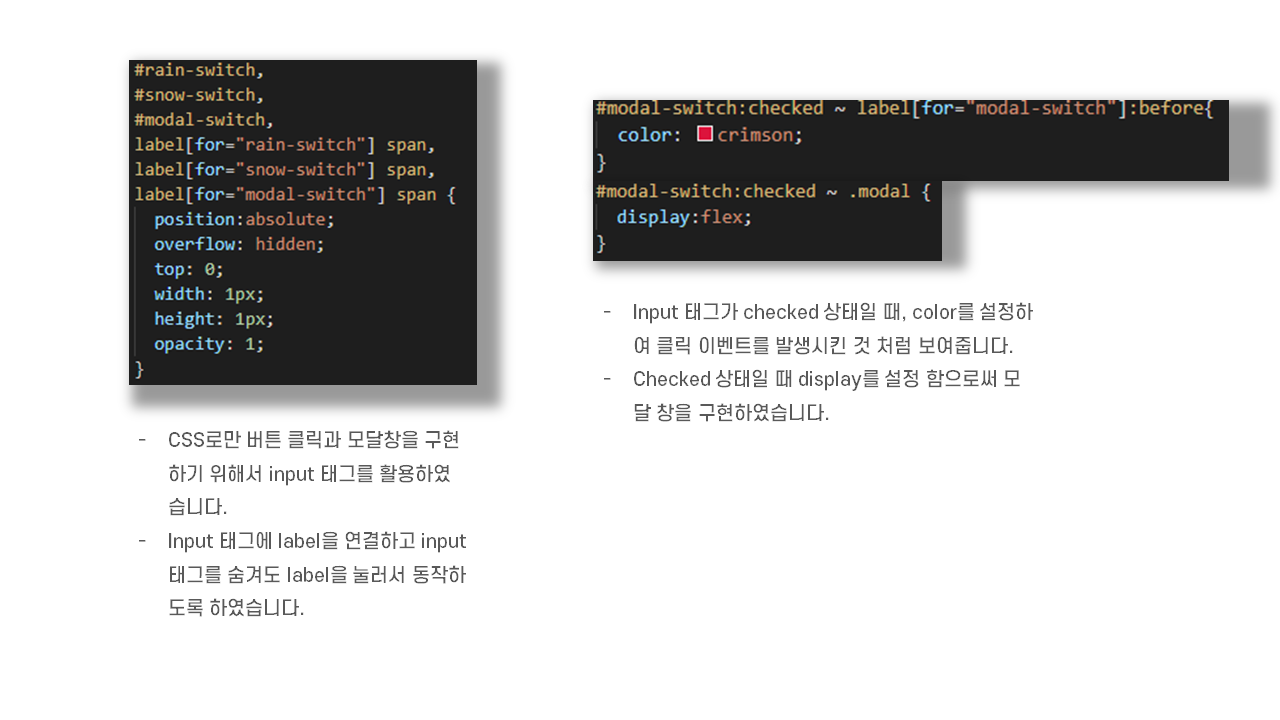 #rain-switch,
#snow-switch,
#modal-switch,
label[for="rain-switch"] span,
label[for="snow-switch"] span,
label[for="modal-switch"] span {
position:absolute;
overflow: hidden;
top: 0;
width: 1px;
height: 1px;
opacity: 1;
}
- CSS로만 버튼 클릭과 모달창을 구현
하기 위해서 input 태그를 활용하였
습니다.
- Input 태그에 label을 연결하고 input
태그를 숨겨도 label을 눌러서 동작하
도록 하였습니다.
#modal-switch:checked ~ label[for="modal-switch"]:before{
color: crimson;
}
#modal-switch:checked ~ .modal {
display:flex;
}
- Input 태그가 checked 상태일 때, color를 설정하
여 클릭 이벤트를 발생시킨 것 처럼 보여줍니다.
- Checked 상태일 때 display를 설정 함으로써 모
달 창을 구현하였습니다.